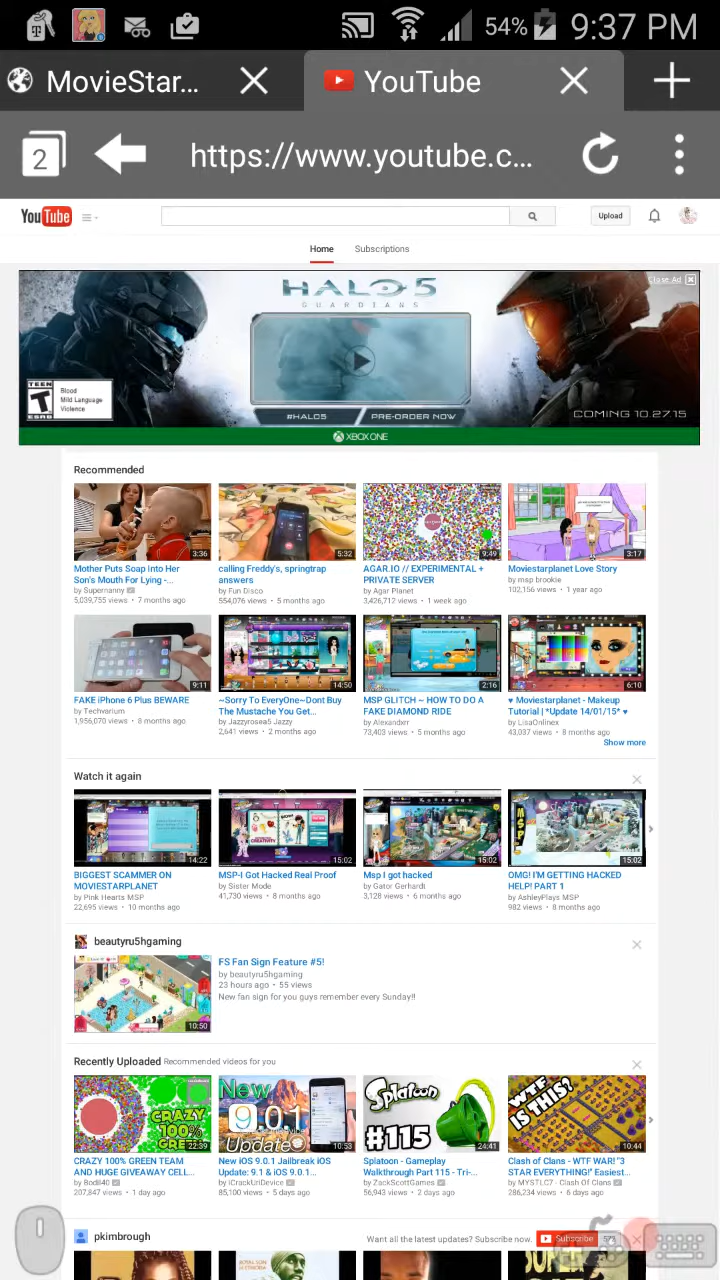 54% 9:37 PM
MovieStar... YouTube
2 https://www.youtube.c...
YouTube Upload
Home Subscriptions
HALO 5
GUARDIANS
Close Ad
TEEN
T
ESRB
Blood
Mild Language
Violence
#HALO5 PRE-ORDER NOW
COMING 10.27.15
XBOX ONE
Recommended
3:36 5:32 9:49 3:17
Mother Puts Soap Into Her
Son's Mouth For Lying -...
by Supernanny
5,039,755 views • 7 months ago
calling Freddy's, springtrap
answers
by Fun Disco
554,076 views • 5 months ago
AGAR.IO // EXPERIMENTAL +
PRIVATE SERVER
by Agar Planet
3,426,712 views • 1 week ago
Moviestarplanet Love Story
by msp brookie
102,156 views • 1 year ago
9:11 14:50 2:16 6:10
FAKE iPhone 6 Plus BEWARE
by Techvarium
1,956,070 views • 8 months ago
~Sorry To EveryOne~Dont Buy
The Mustache You Get...
by Jazzyrosea5 Jazzy
2,641 views • 2 months ago
MSP GLITCH ~ HOW TO DO A
FAKE DIAMOND RIDE
by Alexandxrr
73,403 views • 5 months ago
♥ Moviestarplanet - Makeup
Tutorial | *Update 14/01/15* ♥
by LisaOnlinex
43,037 views • 8 months ago
Show more
Watch it again
14:22 15:02 15:02 15:02
BIGGEST SCAMMER ON
MOVIESTARPLANET
by Pink Hearts MSP
22,695 views • 10 months ago
MSP-I Got Hacked Real Proof
by Sister Mode
41,730 views • 8 months ago
Msp I got hacked
by Gator Gerhardt
3,128 views • 6 months ago
MSP
OMG! I'M GETTING HACKED
HELP! PART 1
by AshleyPlays MSP
982 views • 8 months ago
beautyru5hgaming
10:50
FS Fan Sign Feature #5!
by beautyru5hgaming
23 hours ago • 55 views
New fan sign for you guys remember every Sunday!!
Recently Uploaded Recommended videos for you
CRAZY
100%
GRE
22:39
New
9.0.1
Update
10:53
Splatoon
#115
24:41
WTF
IS THIS?
10:44
CRAZY 100% GREEN TEAM
AND HUGE GIVEAWAY CELL...
by Bodil40
207,847 views • 1 day ago
New iOS 9.0.1 Jailbreak iOS
Update: 9.1 & iOS 9.0.1...
by iCrackUriDevice
85,100 views • 5 days ago
Splatoon - Gameplay
Walkthrough Part 115 - Tri-...
by ZackScottGames
56,943 views • 2 days ago
Clash of Clans - WTF WAR! "3
STAR EVERYTHING!" Easiest...
by MYSTLC7 - Clash Of Clans
286,234 views • 6 days ago
pkimbrough Want all the latest updates? Subscribe now. Subscribe